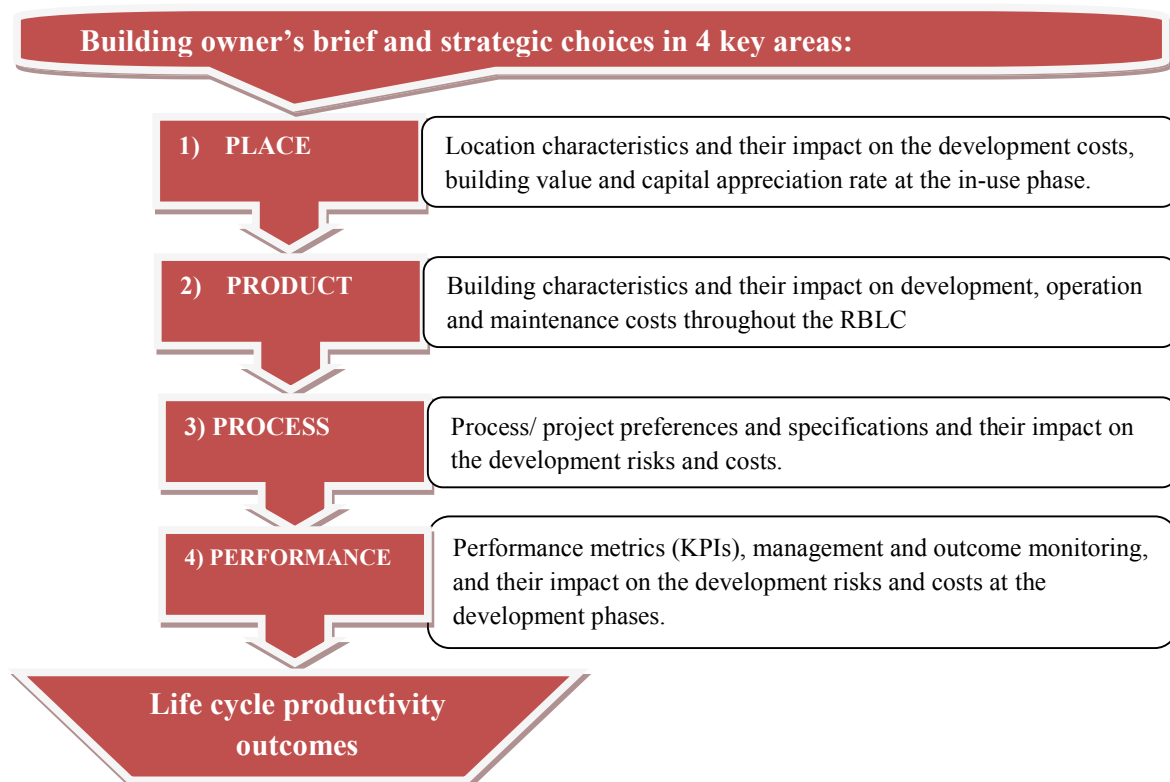 Building owner’s brief and strategic choices in 4 key areas:
1) PLACE
Location characteristics and their impact on the development costs,
building value and capital appreciation rate at the in-use phase.
2) PRODUCT
Building characteristics and their impact on development, operation
and maintenance costs throughout the RBLC
3) PROCESS
Process/ project preferences and specifications and their impact on
the development risks and costs.
4) PERFORMANCE
Performance metrics (KPIs), management and outcome monitoring,
and their impact on the development risks and costs at the
development phases.
Life cycle productivity
outcomes